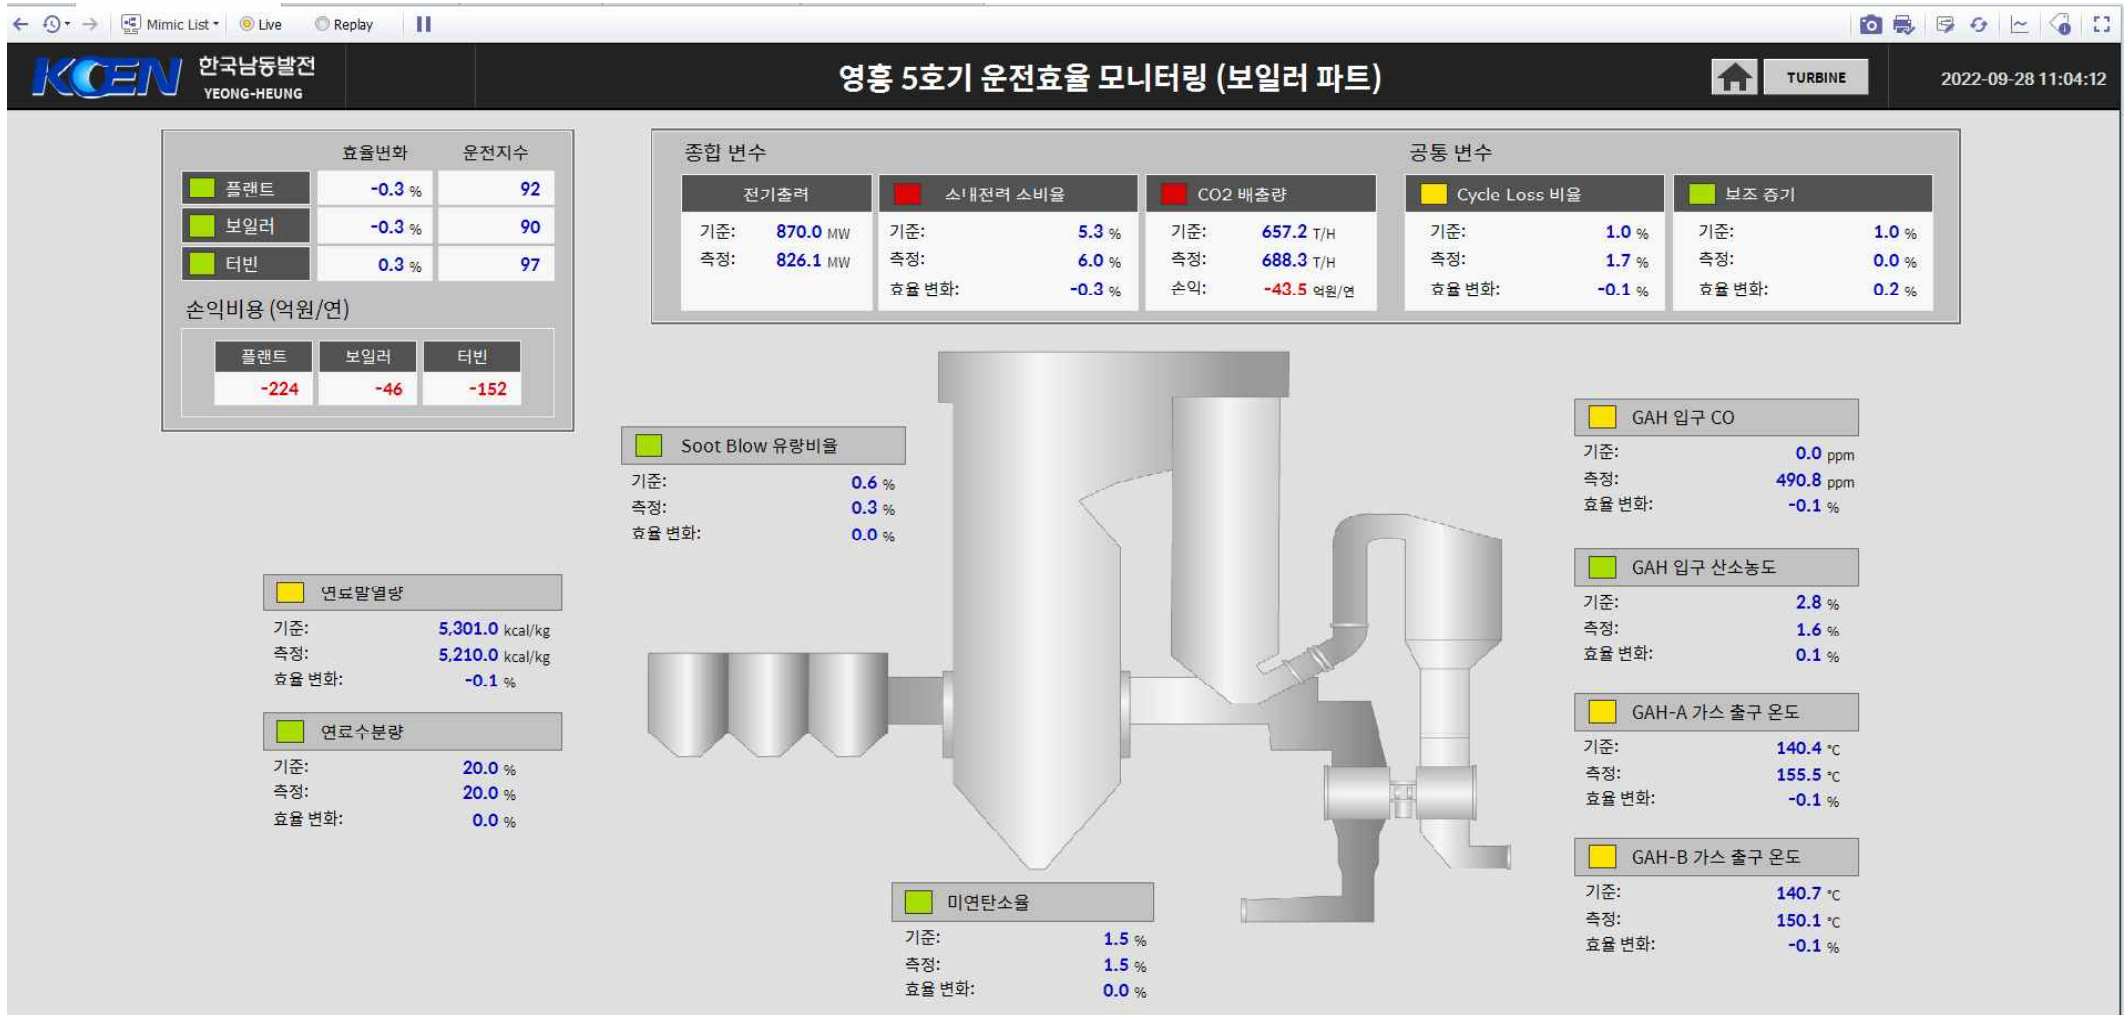 Mimic List
Live
Replay
KOEN
한국남동발전
YEONG-HEUNG
영흥 5호기 운전효율 모니터링 (보일러 파트)
TURBINE
2022-09-28 11:04:12
효율변화 운전지수
플랜트 -0.3 % 92
보일러 -0.3 % 90
터빈 0.3 % 97
손익비용 (억원/연)
플랜트 보일러 터빈
-224 -46 -152
종합 변수
전기출력
기준: 870.0 MW
측정: 826.1 MW
소내전력 소비율
기준: 5.3 %
측정: 6.0 %
효율 변화: -0.3 %
CO2 배출량
기준: 657.2 T/H
측정: 688.3 T/H
손익: -43.5 억원/연
공통 변수
Cycle Loss 비율
기준: 1.0 %
측정: 1.7 %
효율 변화: -0.1 %
보조 증기
기준: 1.0 %
측정: 0.0 %
효율 변화: 0.2 %
Soot Blow 유량비율
기준: 0.6 %
측정: 0.3 %
효율 변화: 0.0 %
연료발열량
기준: 5,301.0 kcal/kg
측정: 5,210.0 kcal/kg
효율 변화: -0.1 %
연료수분량
기준: 20.0 %
측정: 20.0 %
효율 변화: 0.0 %
미연탄소율
기준: 1.5 %
측정: 1.5 %
효율 변화: 0.0 %
GAH 입구 CO
기준: 0.0 ppm
측정: 490.8 ppm
효율 변화: -0.1 %
GAH 입구 산소농도
기준: 2.8 %
측정: 1.6 %
효율 변화: 0.1 %
GAH-A 가스 출구 온도
기준: 140.4 °C
측정: 155.5 °C
효율 변화: -0.1 %
GAH-B 가스 출구 온도
기준: 140.7 °C
측정: 150.1 °C
효율 변화: -0.1 %